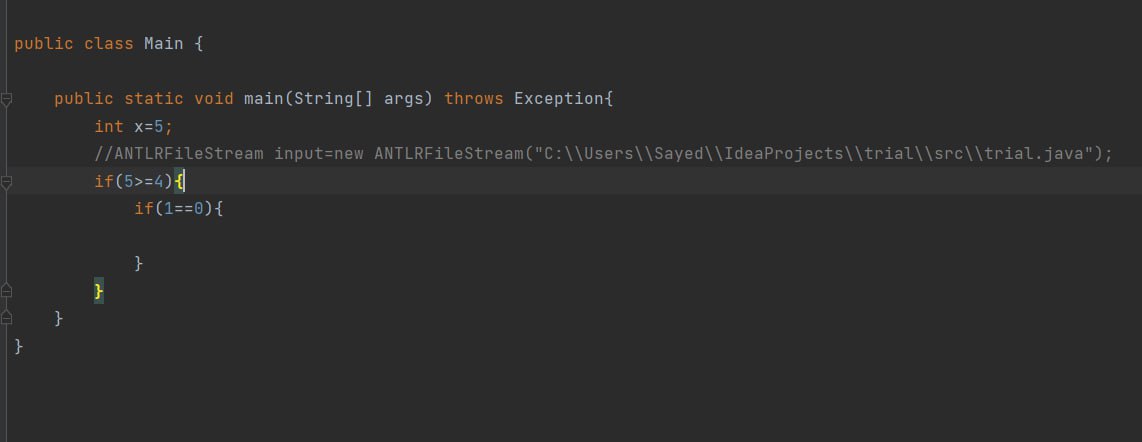 public class Main {
public static void main(String[] args) throws Exception{
int x=5;
//ANTLRFileStream input=new ANTLRFileStream("C:\\Users\\Sayed\\IdeaProjects\\trial\\src\\trial.java");
if(5>=4){
if(1==0){
}
}
}
}